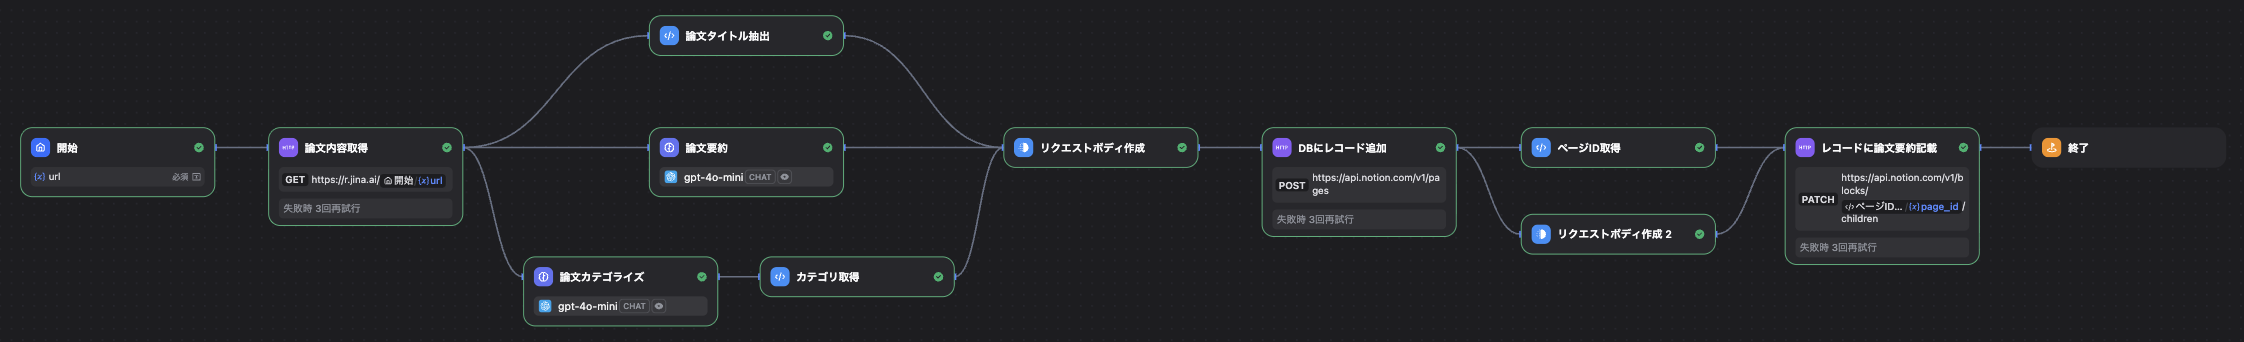 開始
(x) url 必須
HTTP 論文内容取得
GET https://r.jina.ai/ 開始/(x)url
失敗時 3回再試行
論文タイトル抽出
論文要約
gpt-4o-mini CHAT
論文カテゴライズ
gpt-4o-mini CHAT
カテゴリ取得
リクエストボディ作成
HTTP DBにレコード追加
POST https://api.notion.com/v1/pa
ges
失敗時 3回再試行
ページID取得
リクエストボディ作成 2
HTTP レコードに論文要約記載
https://api.notion.com/v1/b
PATCH locks/
ページID... /(x)page_id /
children
失敗時 3回再試行
終了